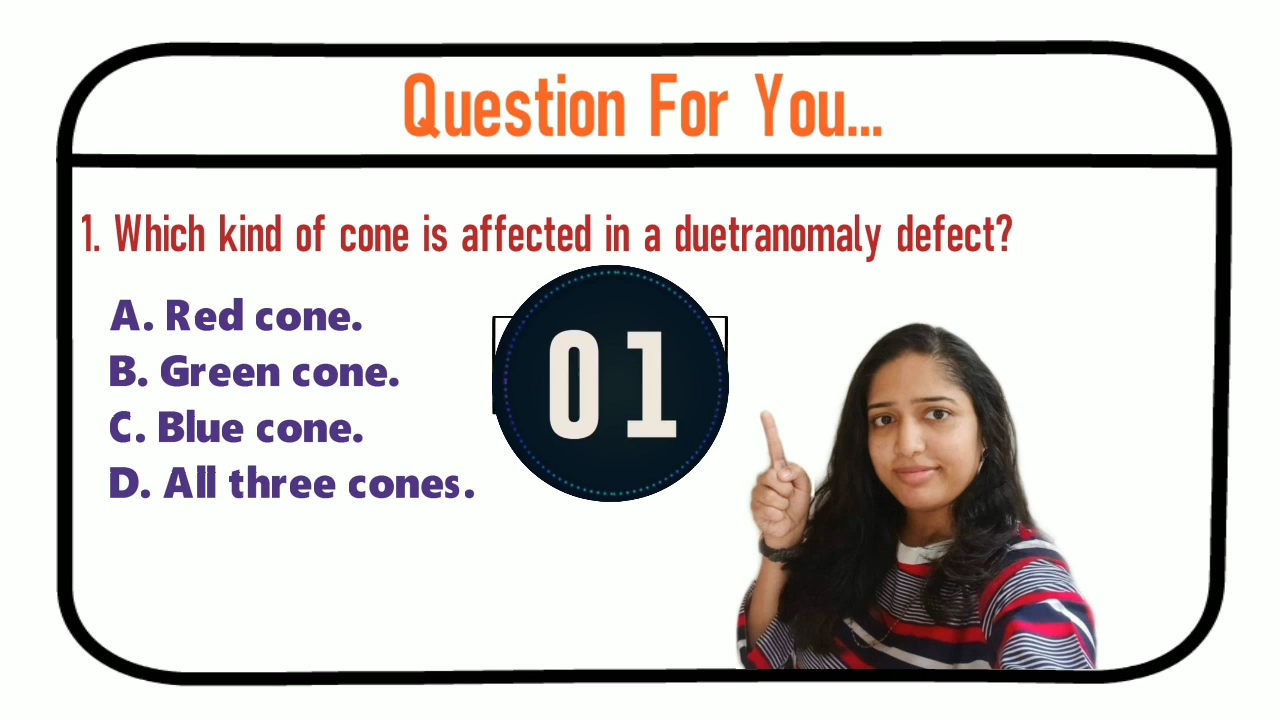 Question For You...
1. Which kind of cone is affected in a duetranomaly defect?
A. Red cone.
B. Green cone.
C. Blue cone.
D. All three cones.
01